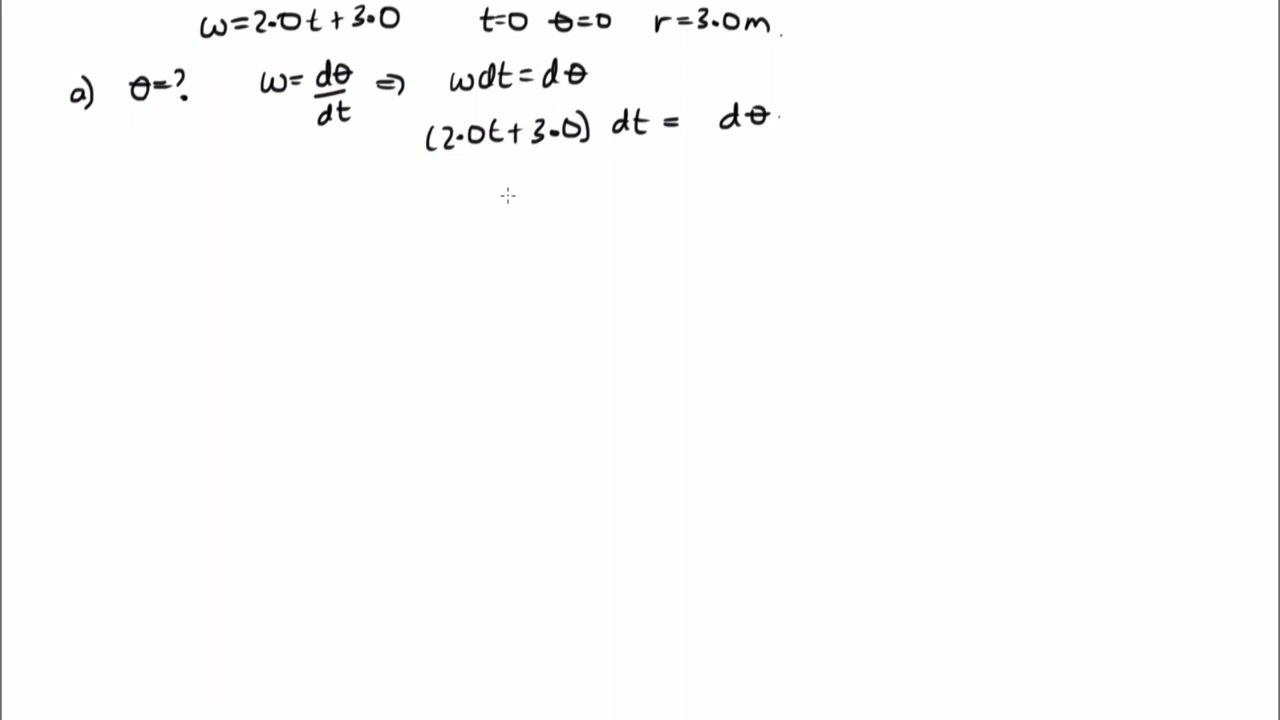 ω=2.0t+3.0 t=0 θ=0 r=3.0m.
a) θ=? ω=dθ/dt ⇒ ωdt=dθ
(2.0t+3.0) dt = dθ.